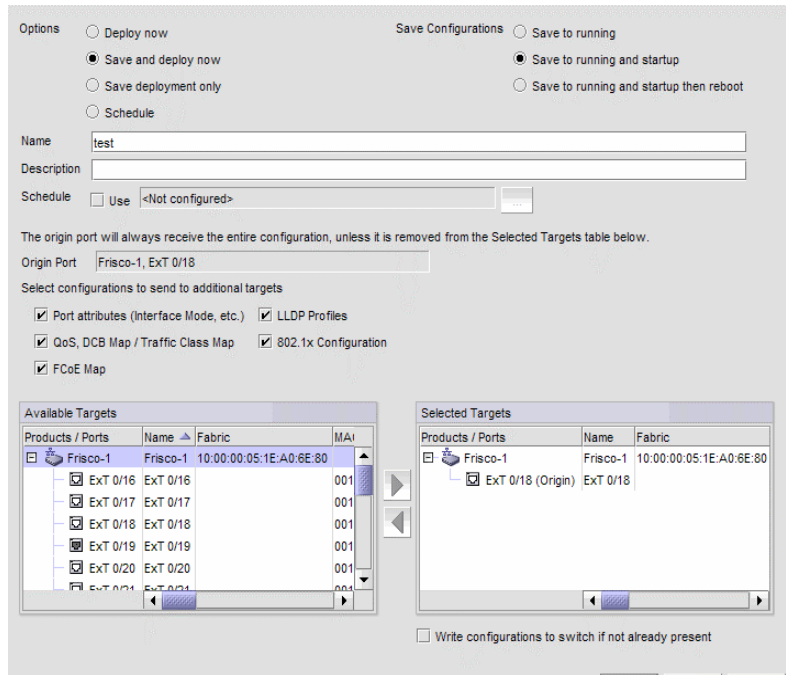 Options Deploy now Save Configurations Save to running
Save and deploy now Save to running and startup
Save deployment only Save to running and startup then reboot
Schedule
Name test
Description
Schedule Use <Not configured> ...
The origin port will always receive the entire configuration, unless it is removed from the Selected Targets table below.
Origin Port Frisco-1, ExT 0/18
Select configurations to send to additional targets
Port attributes (Interface Mode, etc.) LLDP Profiles
QoS, DCB Map / Traffic Class Map 802.1x Configuration
FCoE Map
Available Targets
Products / Ports Name Fabric MA
Frisco-1 Frisco-1 10:00:00:05:1E:A0:6E:80
ExT 0/16 ExT 0/16 001
ExT 0/17 ExT 0/17 001
ExT 0/18 ExT 0/18 001
ExT 0/19 ExT 0/19 001
ExT 0/20 ExT 0/20 001
ExT 0/21 ExT 0/21 001
Selected Targets
Products / Ports Name Fabric
Frisco-1 Frisco-1 10:00:00:05:1E:A0:6E:80
ExT 0/18 (Origin) ExT 0/18
Write configurations to switch if not already present